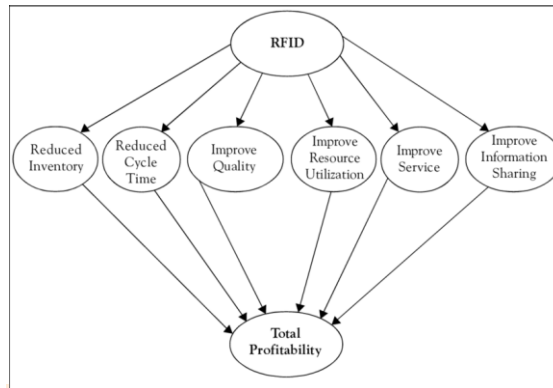 RFID
Reduced
Inventory
Reduced
Cycle
Time
Improve
Quality
Improve
Resource
Utilization
Improve
Service
Improve
Information
Sharing
Total
Profitability